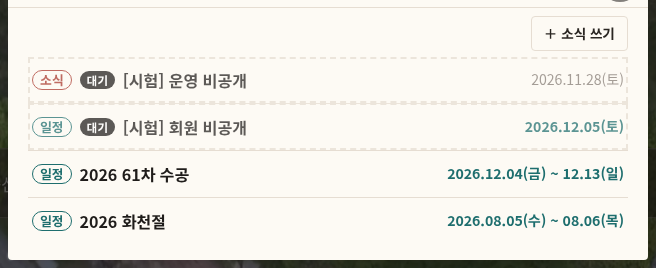 + 소식 쓰기
소식 대기 [시험] 운영 비공개 2026.11.28(토)
일정 대기 [시험] 회원 비공개 2026.12.05(토)
일정 2026 61차 수공 2026.12.04(금) ~ 12.13(일)
일정 2026 화천절 2026.08.05(수) ~ 08.06(목)